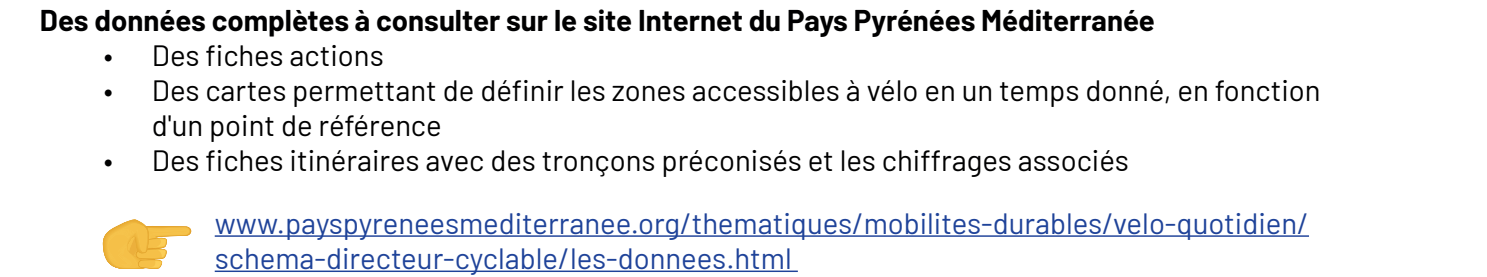 Des données complètes à consulter sur le site Internet du Pays Pyrénées Méditerranée
• Des fiches actions
• Des cartes permettant de définir les zones accessibles à vélo en un temps donné, en fonction
d'un point de référence
• Des fiches itinéraires avec des tronçons préconisés et les chiffrages associés
www.payspyreneesmediterranee.org/thematiques/mobilites-durables/velo-quotidien/
schema-directeur-cyclable/les-donnees.html